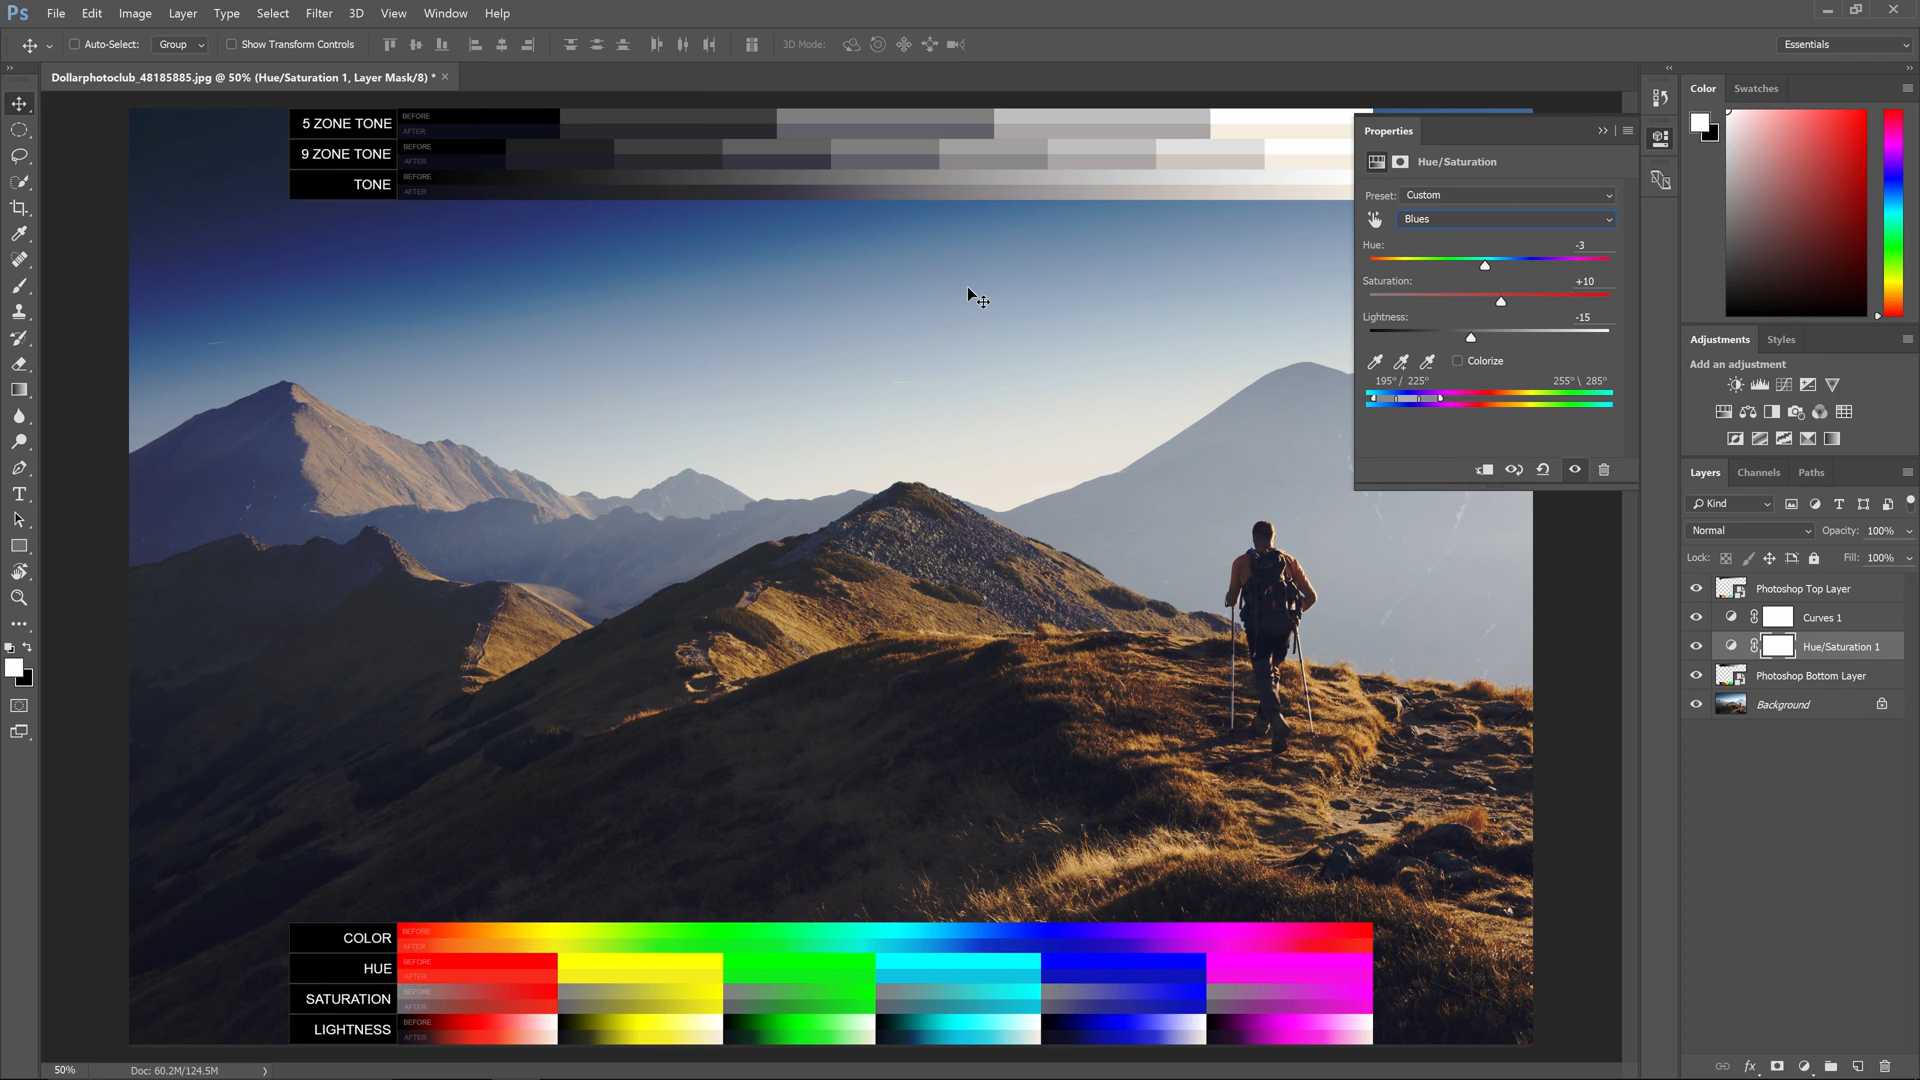 Ps File Edit Image Layer Type Select Filter 3D View Window Help
Auto-Select: Group Show Transform Controls 3D Mode: Essentials
Dollarphotoclub_48185885.jpg @ 50% (Hue/Saturation 1, Layer Mask/8) *
5 ZONE TONE BEFORE
AFTER
9 ZONE TONE BEFORE
AFTER
TONE BEFORE
AFTER
Properties
Hue/Saturation
Preset: Custom
Blues
Hue: -3
Saturation: +10
Lightness: -15
Colorize
195°/ 225° 255°\ 285°
Color Swatches
Adjustments Styles
Add an adjustment
Layers Channels Paths
Kind
Normal Opacity: 100%
Lock: Fill: 100%
Photoshop Top Layer
Curves 1
Hue/Saturation 1
Photoshop Bottom Layer
Background
COLOR BEFORE
AFTER
HUE BEFORE
AFTER
SATURATION BEFORE
AFTER
LIGHTNESS BEFORE
AFTER
50% Doc: 60.2M/124.5M
fx